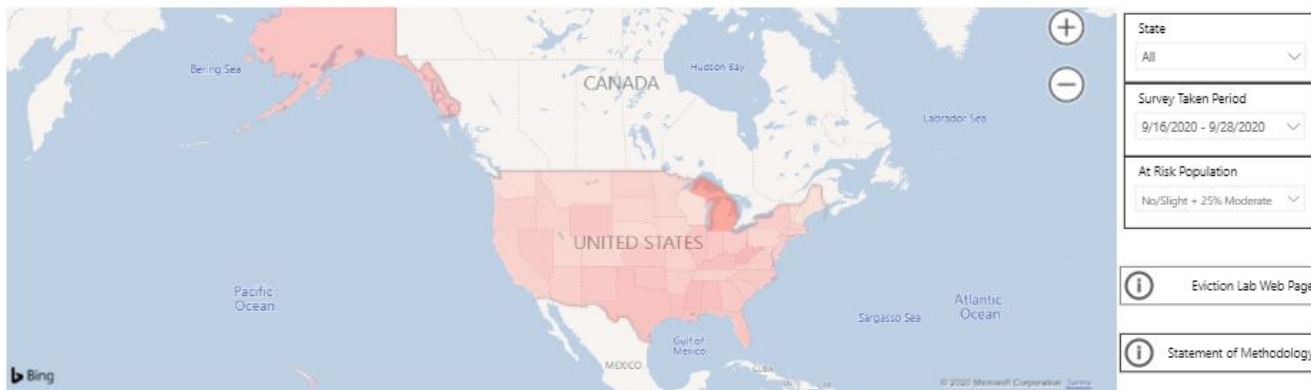 Bering Sea
CANADA
Hudson Bay
Labrador Sea
UNITED STATES
Pacific
Ocean
Atlantic
Ocean
Sargasso Sea
Gulf of
Mexico
MEXICO
CUBA
Bing
© 2020 Microsoft Corporation Terms
State
All
Survey Taken Period
9/16/2020 - 9/28/2020
At Risk Population
No/Slight + 25% Moderate
Eviction Lab Web Page
Statement of Methodology